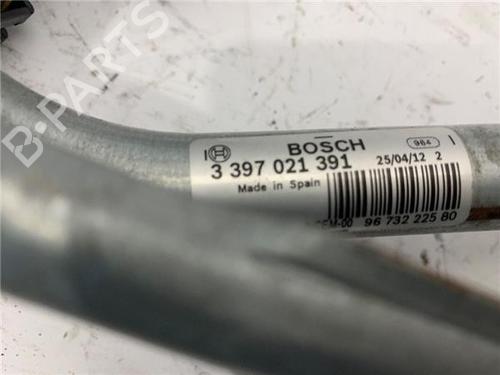 B-PARTS
BOSCH 984
3 397 021 391 25/04/12 2
Made in Spain
96 732 225 80